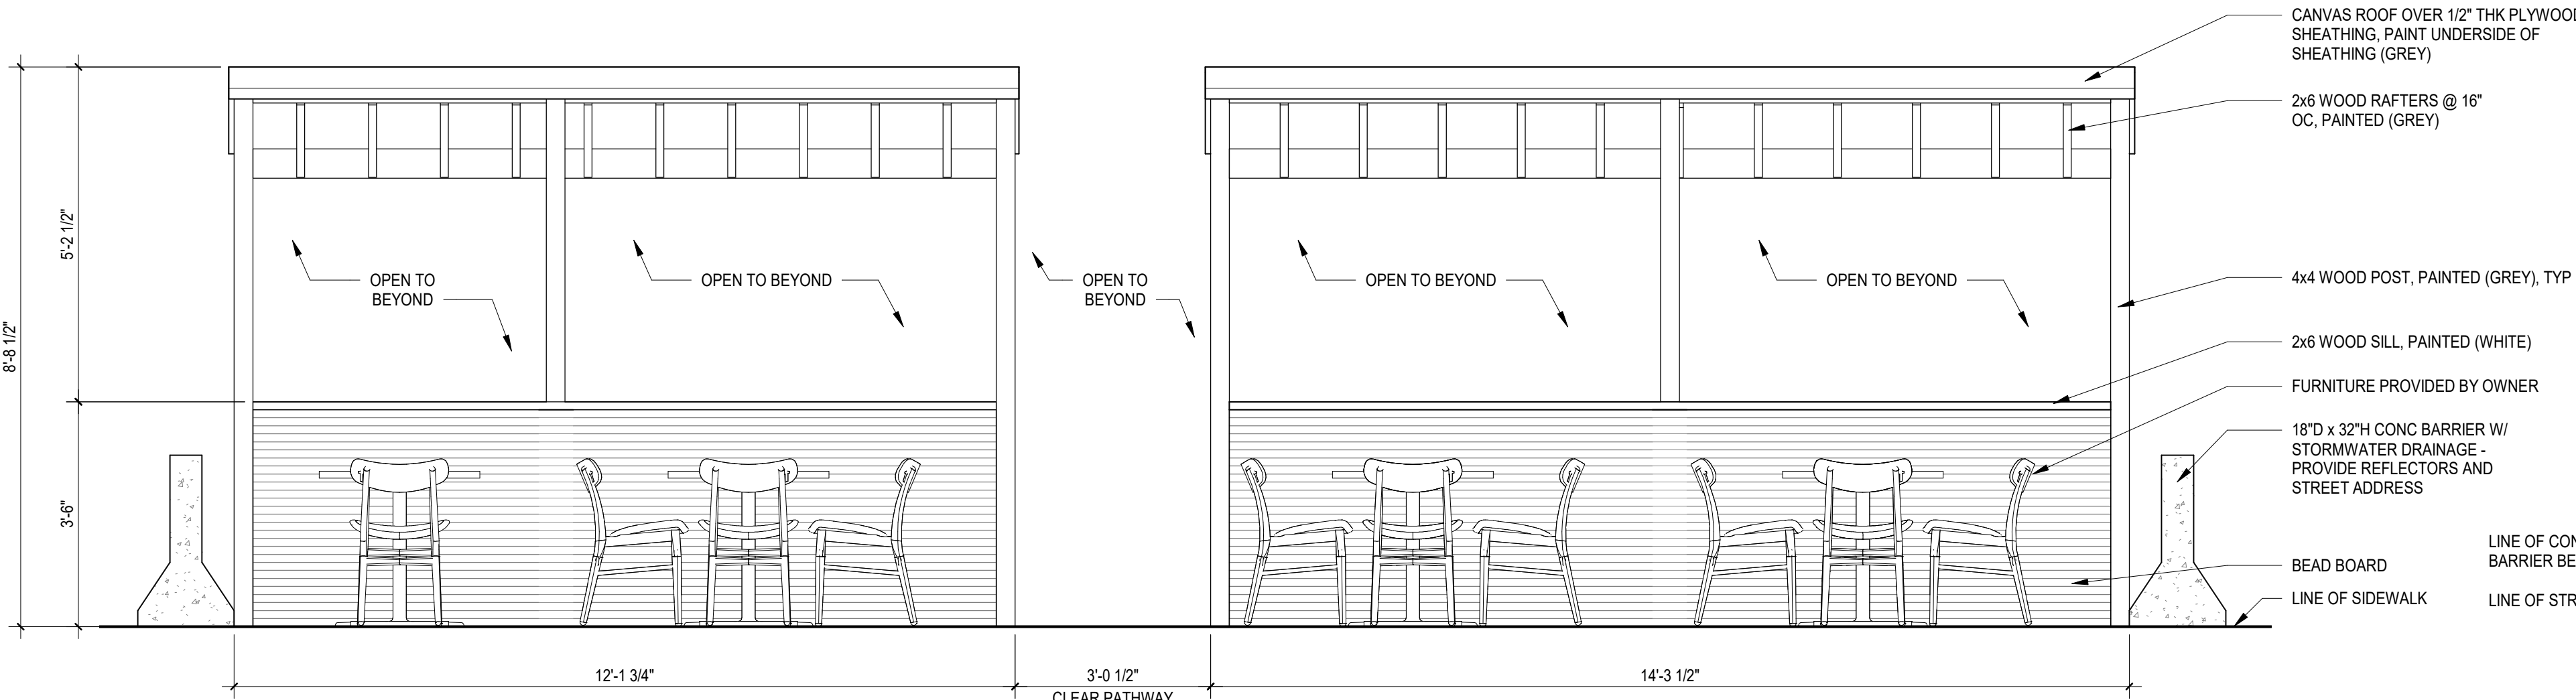 CANVAS ROOF OVER 1/2" THK PLYWOOD
SHEATHING, PAINT UNDERSIDE OF
SHEATHING (GREY)
2x6 WOOD RAFTERS @ 16"
OC, PAINTED (GREY)
8'-8 1/2"
5'-2 1/2"
3'-6"
OPEN TO
BEYOND
OPEN TO BEYOND
OPEN TO
BEYOND
OPEN TO BEYOND
OPEN TO BEYOND
4x4 WOOD POST, PAINTED (GREY), TYP
2x6 WOOD SILL, PAINTED (WHITE)
FURNITURE PROVIDED BY OWNER
18"D x 32"H CONC BARRIER W/
STORMWATER DRAINAGE -
PROVIDE REFLECTORS AND
STREET ADDRESS
BEAD BOARD
LINE OF SIDEWALK
LINE OF CON
BARRIER BE
LINE OF STR
12'-1 3/4"
3'-0 1/2"
CLEAR PATHWAY
14'-3 1/2"